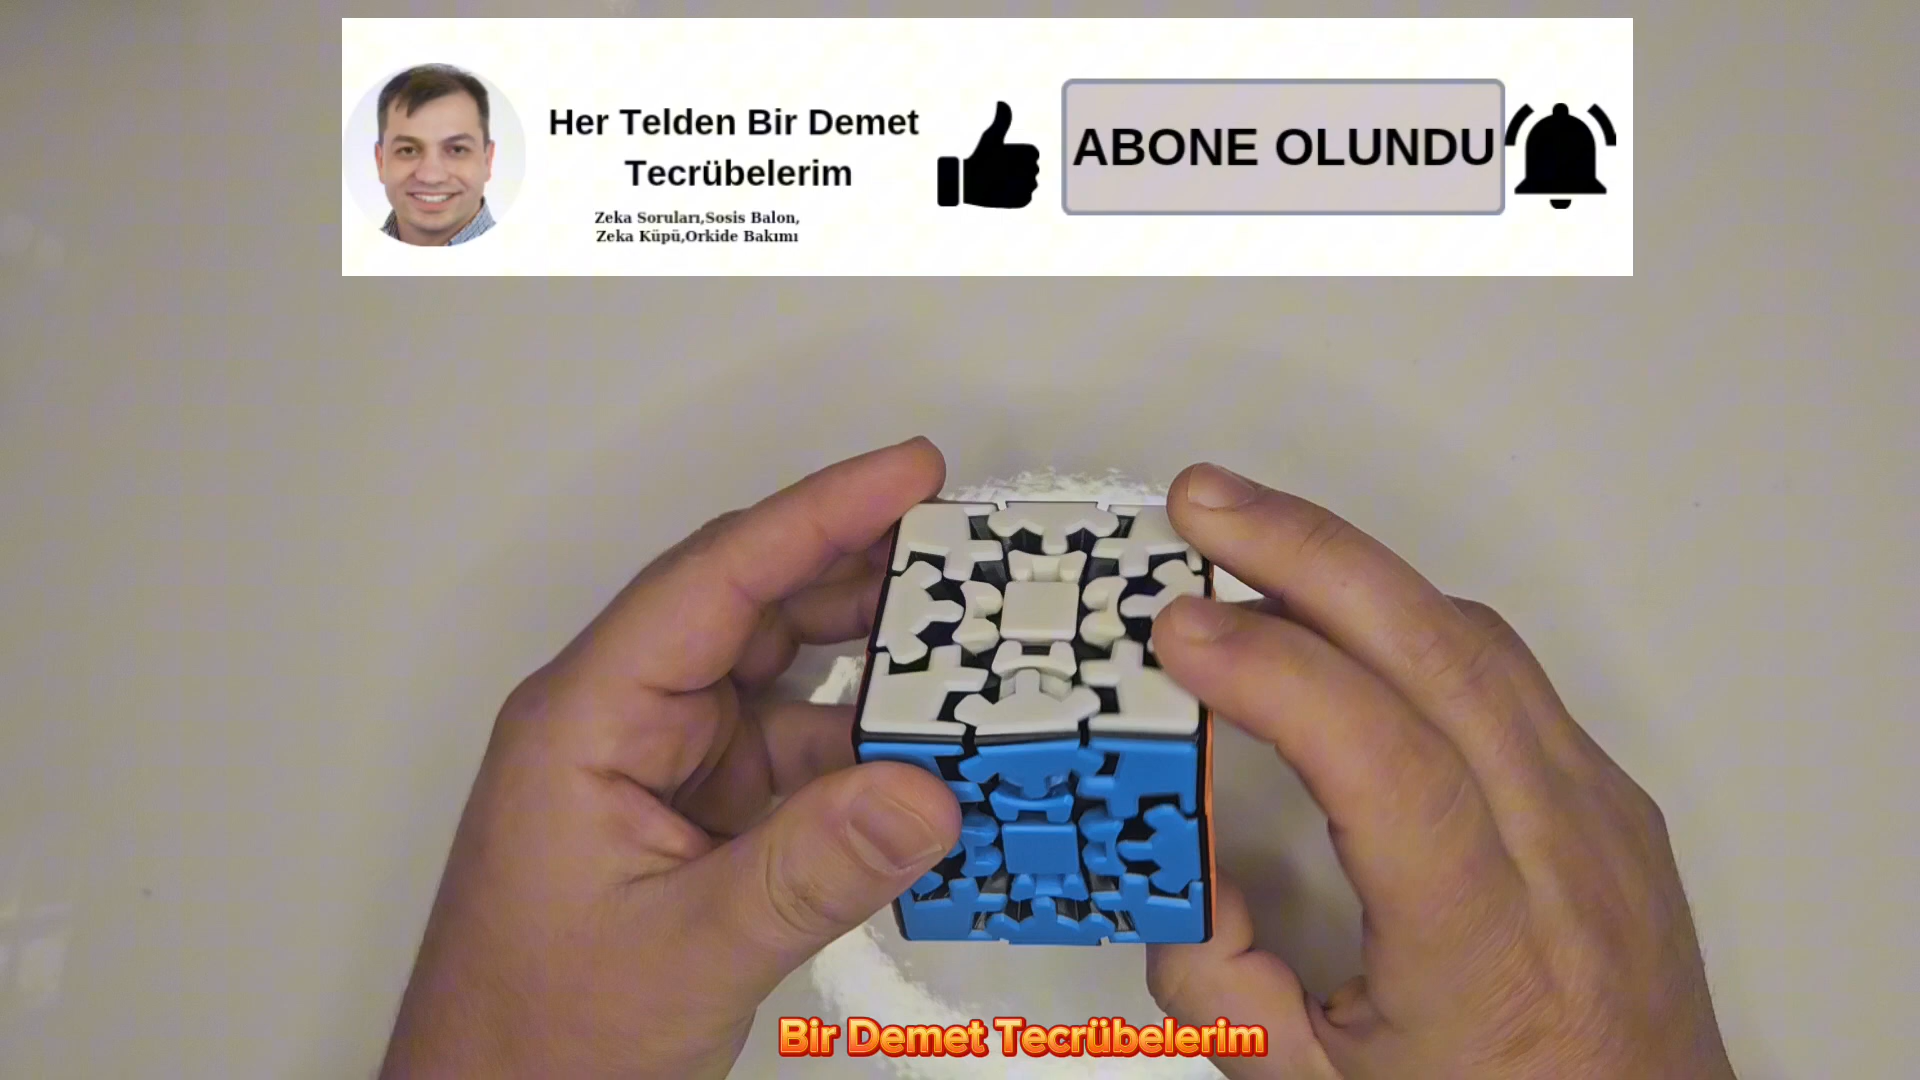 Her Telden Bir Demet
Tecrübelerim
Zeka Soruları,Sosis Balon,
Zeka Küpü,Orkide Bakımı
ABONE OLUNDU
Bir Demet Tecrübelerim